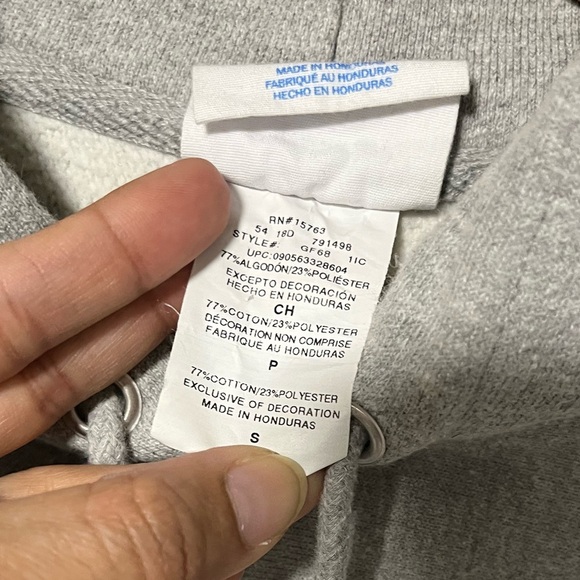 MADE IN HONDURAS
FABRIQUÉ AU HONDURAS
HECHO EN HONDURAS
RN#15763
54 18D 791498
STYLE#: GF68 1IC
UPC:090563328604
77%ALGODÓN/23%POLIÉSTER
EXCEPTO DECORACIÓN
HECHO EN HONDURAS
CH
77%COTON/23%POLYESTER
DÉCORATION NON COMPRISE
FABRIQUE AU HONDURAS
P
77%COTTON/23%POLYESTER
EXCLUSIVE OF DECORATION
MADE IN HONDURAS
S